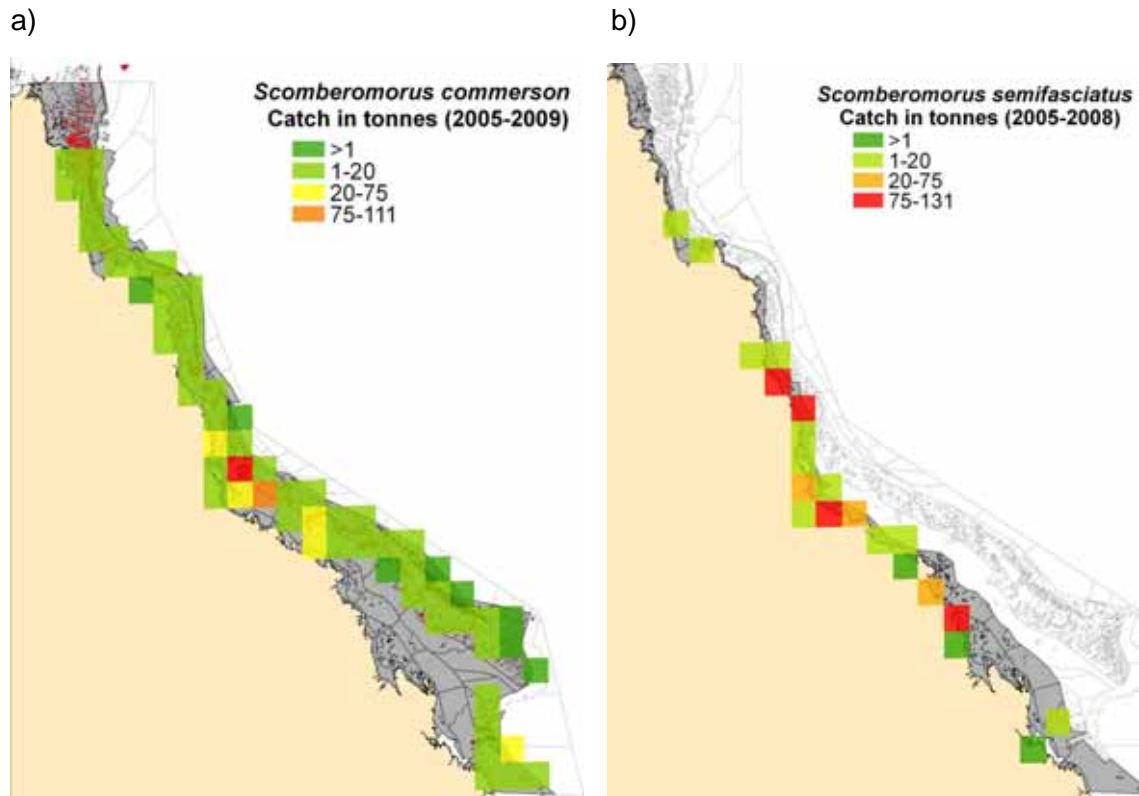 a)
b)
Scomberomorus commerson
Catch in tonnes (2005-2009)
>1
1-20
20-75
75-111
Scomberomorus semifasciatus
Catch in tonnes (2005-2008)
>1
1-20
20-75
75-131